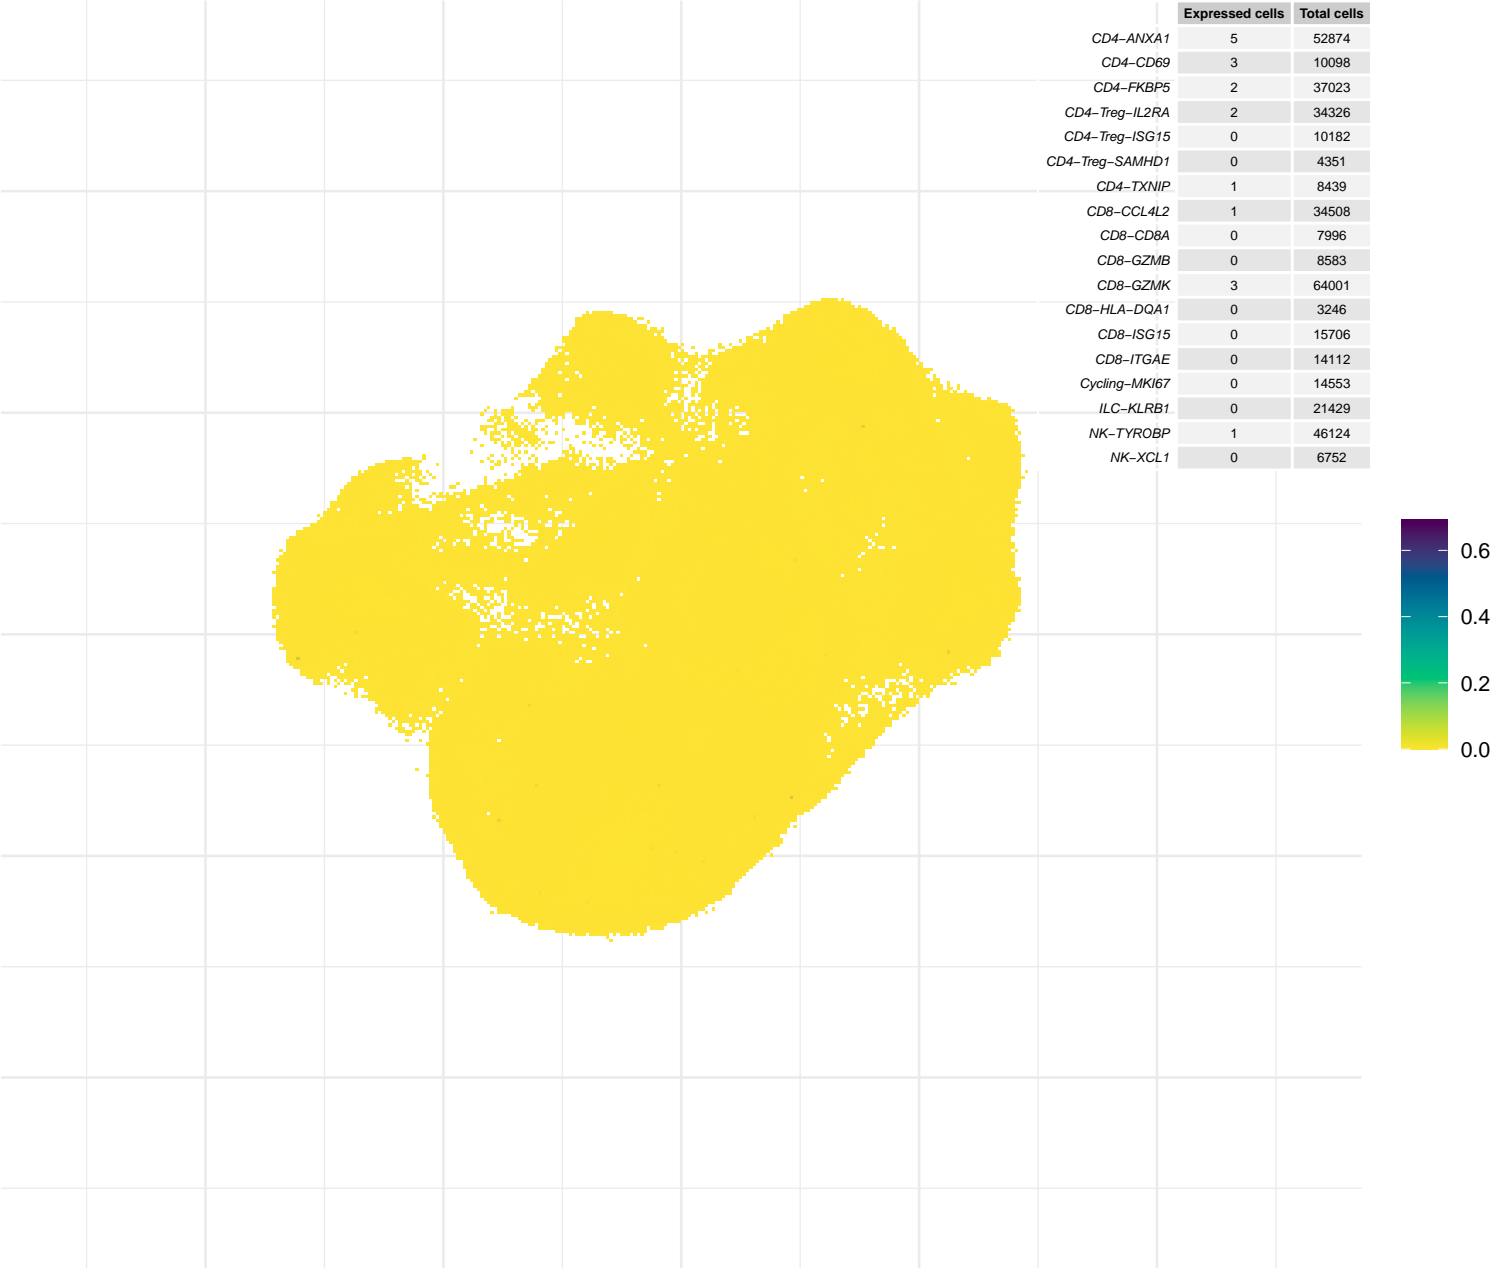 Expressed cells Total cells
CD4−ANXA1 5 52874
CD4−CD69 3 10098
CD4−FKBP5 2 37023
CD4−Treg−IL2RA 2 34326
CD4−Treg−ISG15 0 10182
CD4−Treg−SAMHD1 0 4351
CD4−TXNIP 1 8439
CD8−CCL4L2 1 34508
CD8−CD8A 0 7996
CD8−GZMB 0 8583
CD8−GZMK 3 64001
CD8−HLA−DQA1 0 3246
CD8−ISG15 0 15706
CD8−ITGAE 0 14112
Cycling−MKI67 0 14553
ILC−KLRB1 0 21429
NK−TYROBP 1 46124
NK−XCL1 0 6752
0.6
0.4
0.2
0.0